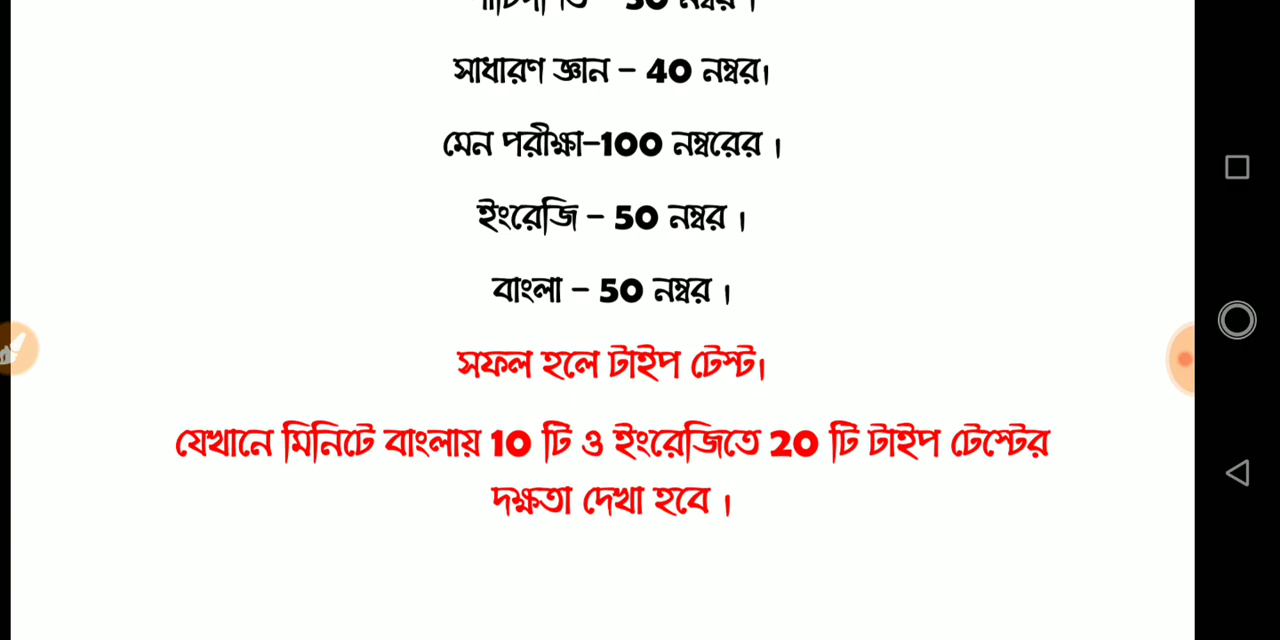 সাধারণ জ্ঞান – 40 নম্বর।
মেন পরীক্ষা–100 নম্বরের ।
ইংরেজি – 50 নম্বর ।
বাংলা – 50 নম্বর ।
সফল হলে টাইপ টেস্ট।
যেখানে মিনিটে বাংলায় 10 টি ও ইংরেজিতে 20 টি টাইপ টেস্টের
দক্ষতা দেখা হবে ।